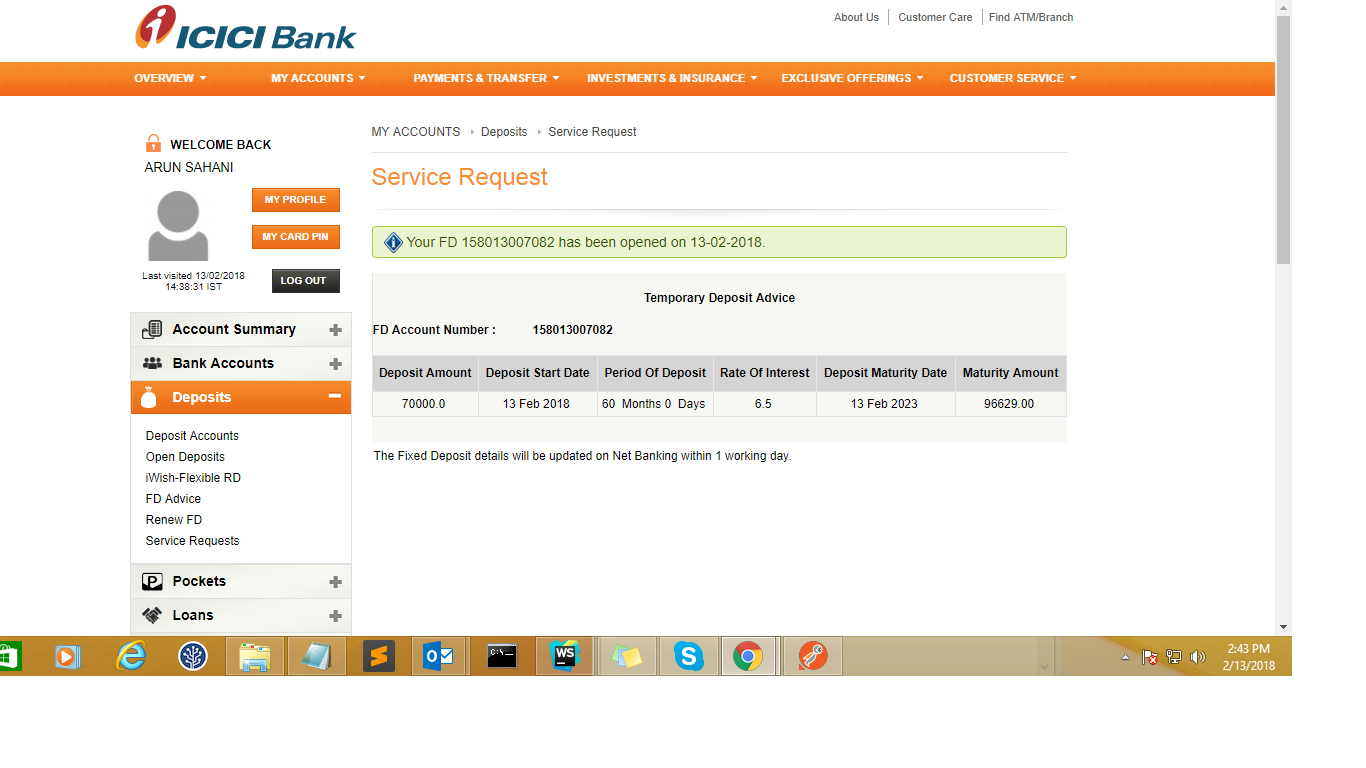 ICICI Bank
About Us Customer Care Find ATM/Branch
OVERVIEW MY ACCOUNTS PAYMENTS & TRANSFER INVESTMENTS & INSURANCE EXCLUSIVE OFFERINGS CUSTOMER SERVICE
WELCOME BACK
ARUN SAHANI
MY PROFILE
MY CARD PIN
Last visited 13/02/2018
14:38:31 IST
LOG OUT
Account Summary
Bank Accounts
Deposits
Deposit Accounts
Open Deposits
iWish-Flexible RD
FD Advice
Renew FD
Service Requests
Pockets
Loans
MY ACCOUNTS Deposits Service Request
Service Request
Your FD 158013007082 has been opened on 13-02-2018.
Temporary Deposit Advice
FD Account Number : 158013007082
Deposit Amount Deposit Start Date Period Of Deposit Rate Of Interest Deposit Maturity Date Maturity Amount
70000.0 13 Feb 2018 60 Months 0 Days 6.5 13 Feb 2023 96629.00
The Fixed Deposit details will be updated on Net Banking within 1 working day.
C:\_
WS
2:43 PM
2/13/2018